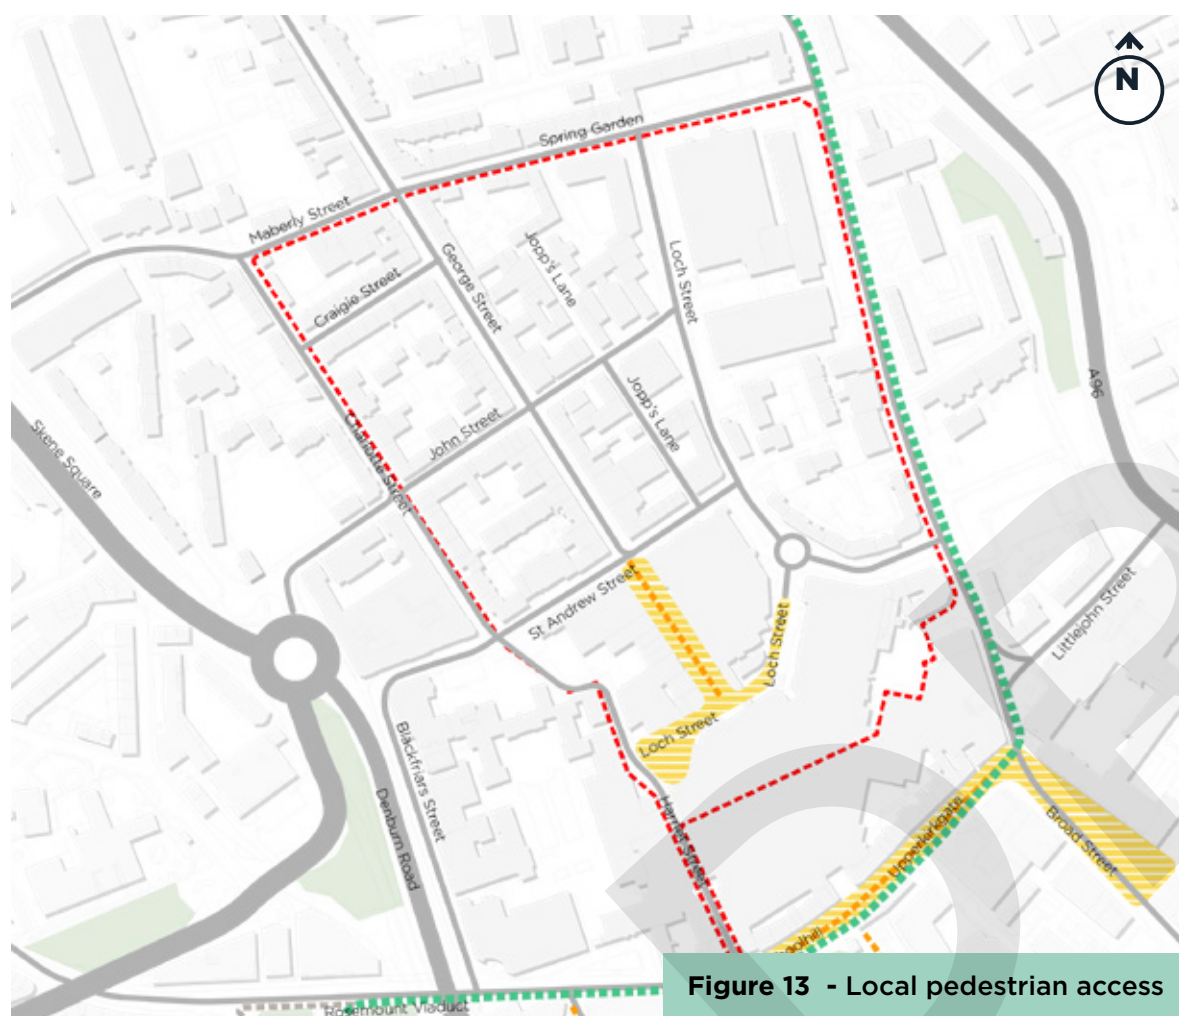 N
Spring Garden
Maberly Street
George Street
Jopp's Lane
Loch Street
Craigie Street
A96
Jopp's Lane
John Street
Charlotte Street
Skene Square
St Andrew Street
Littlejohn Street
Loch Street
Loch Street
Blackfriars Street
Denburn Road
Harriet Street
Upperkirkgate
Broad Street
Figure 13 - Local pedestrian access
Rosemount Viaduct